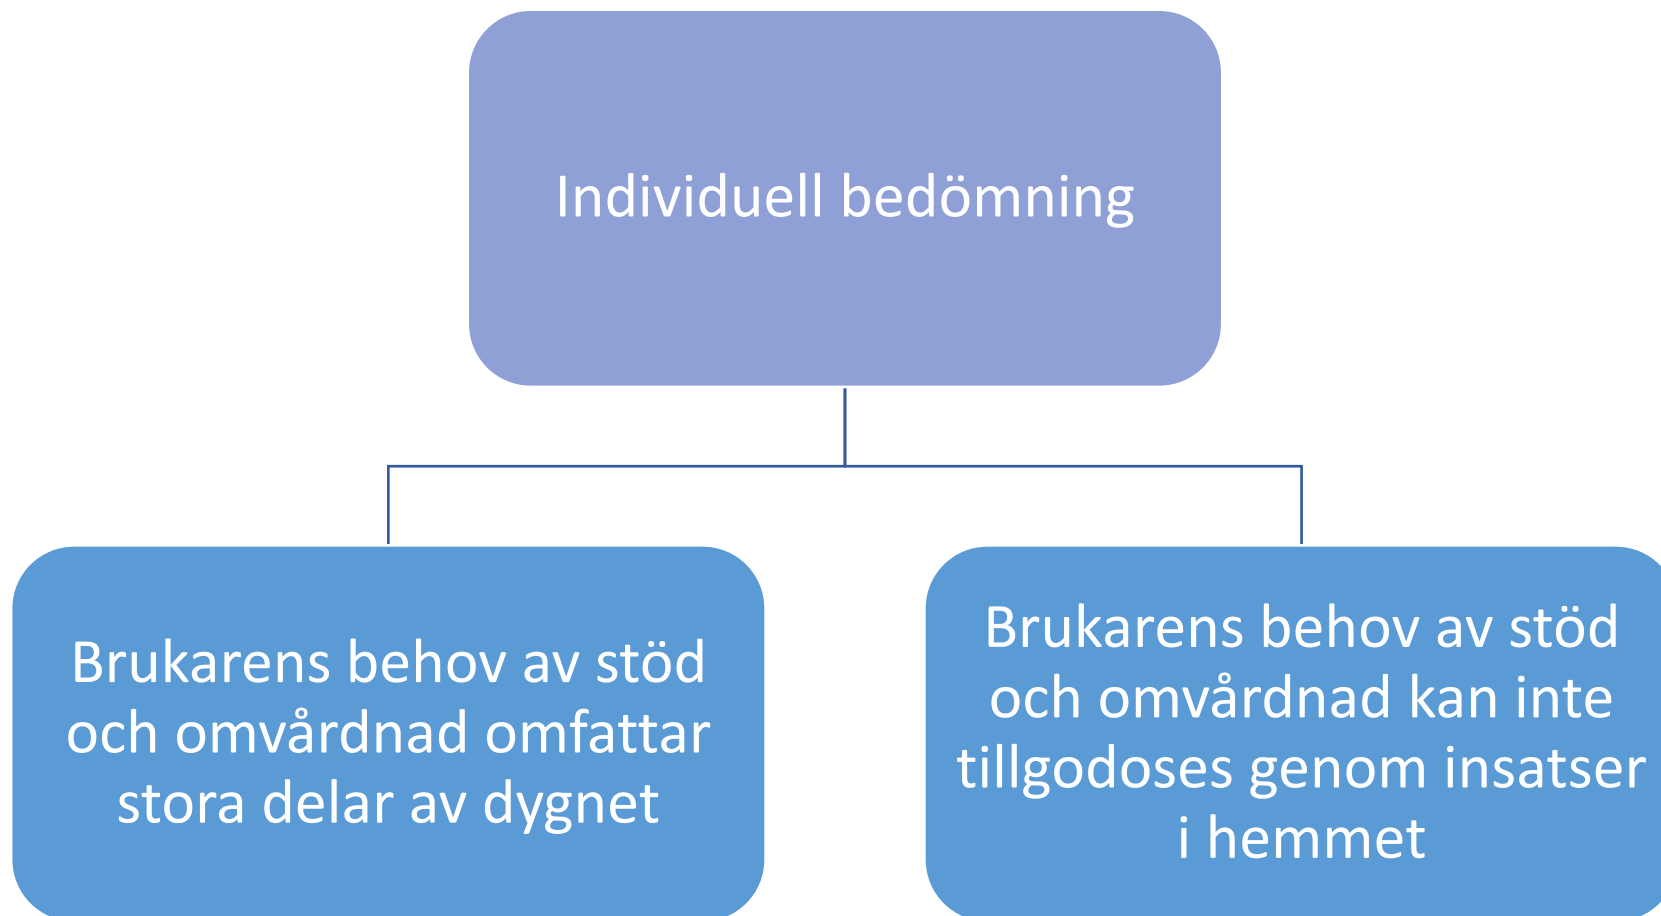 Individuell bedömning
Brukarens behov av stöd
och omvårdnad omfattar
stora delar av dygnet
Brukarens behov av stöd
och omvårdnad kan inte
tillgodoses genom insatser
i hemmet